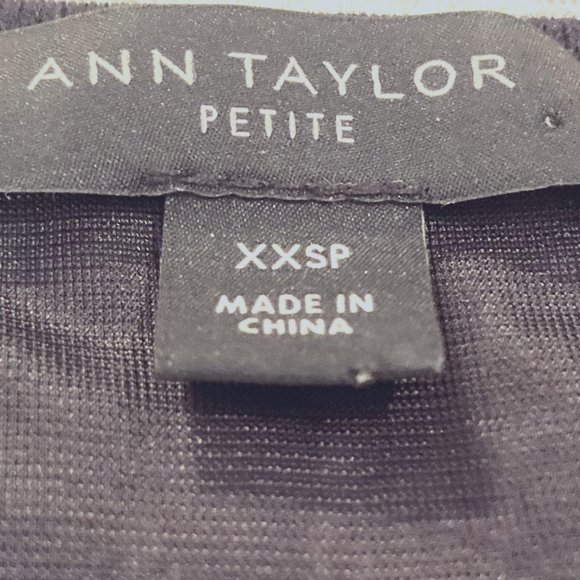 ANN TAYLOR
PETITE
XXSP
MADE IN
CHINA